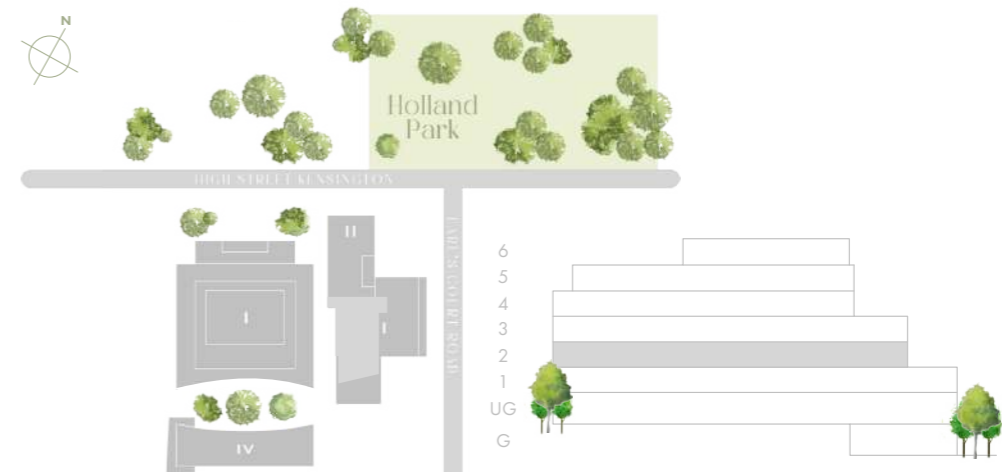 N
Holland
Park
HIGH STREET KENSINGTON
EARL'S COURT ROAD
II
I
I
IV
6
5
4
3
2
1
UG
G